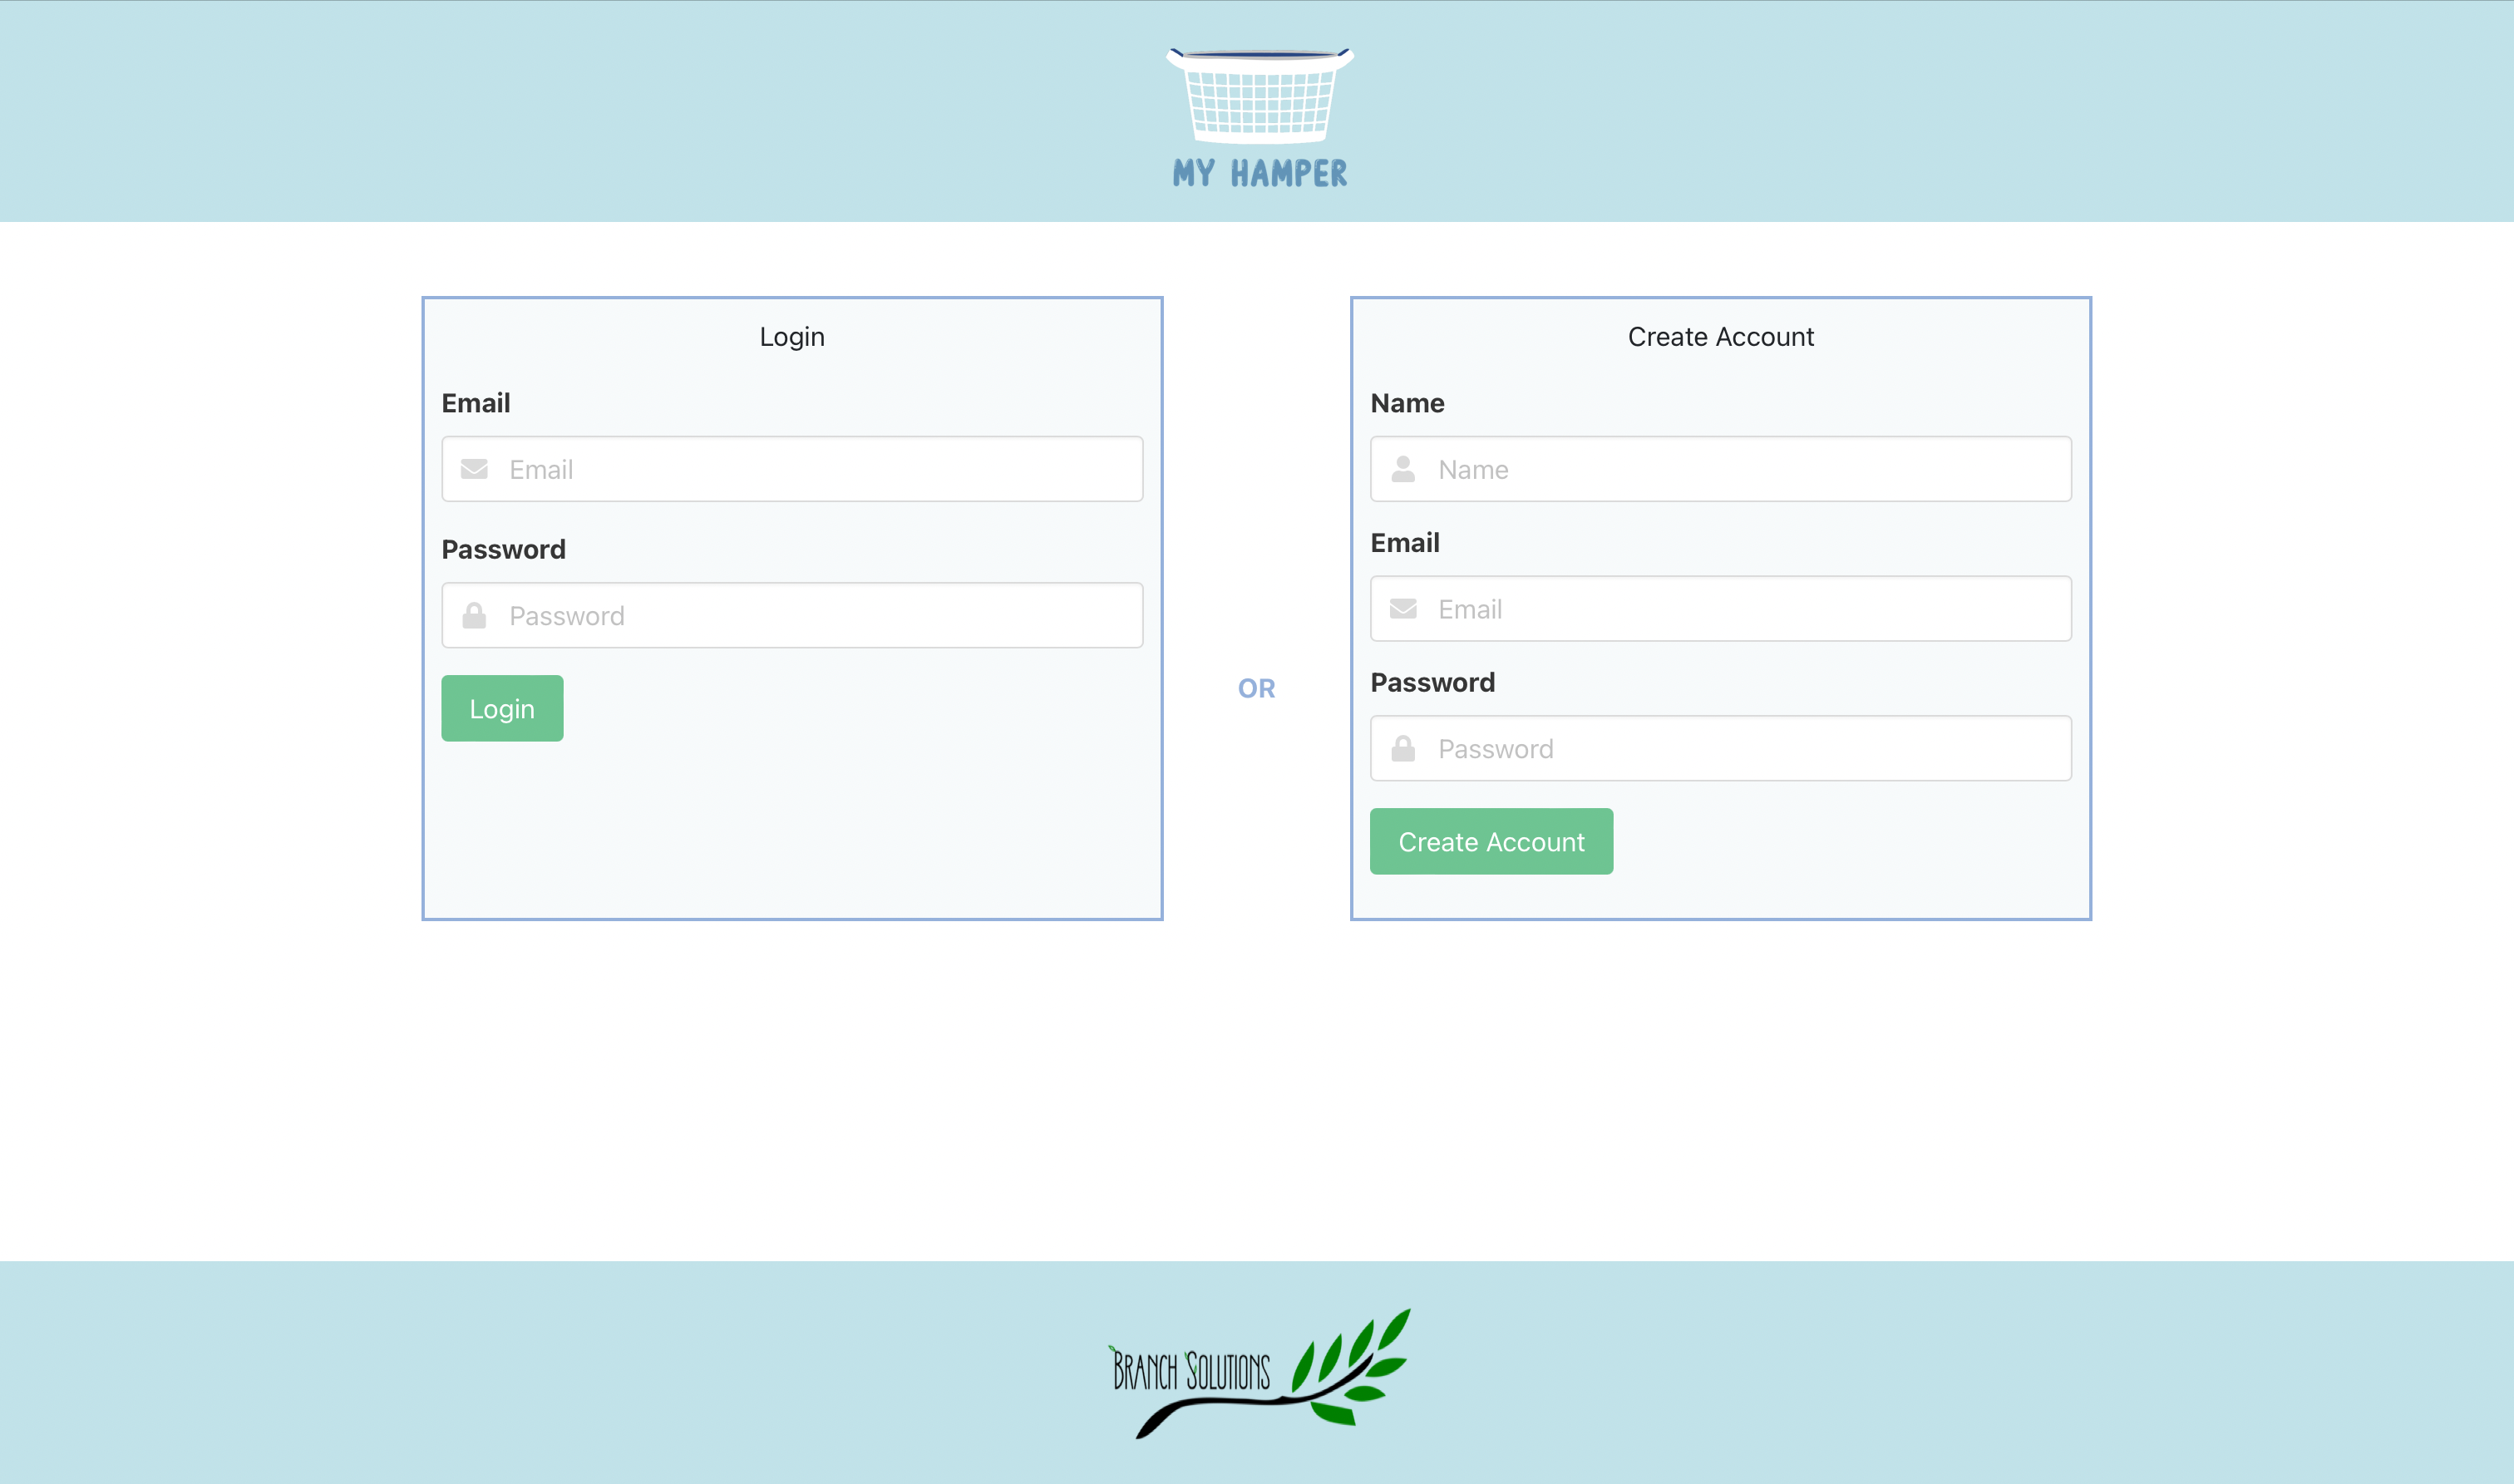 MY HAMPER
Login
Email
Email
Password
Password
Login
OR
Create Account
Name
Name
Email
Email
Password
Password
Create Account
BRANCH SOLUTIONS